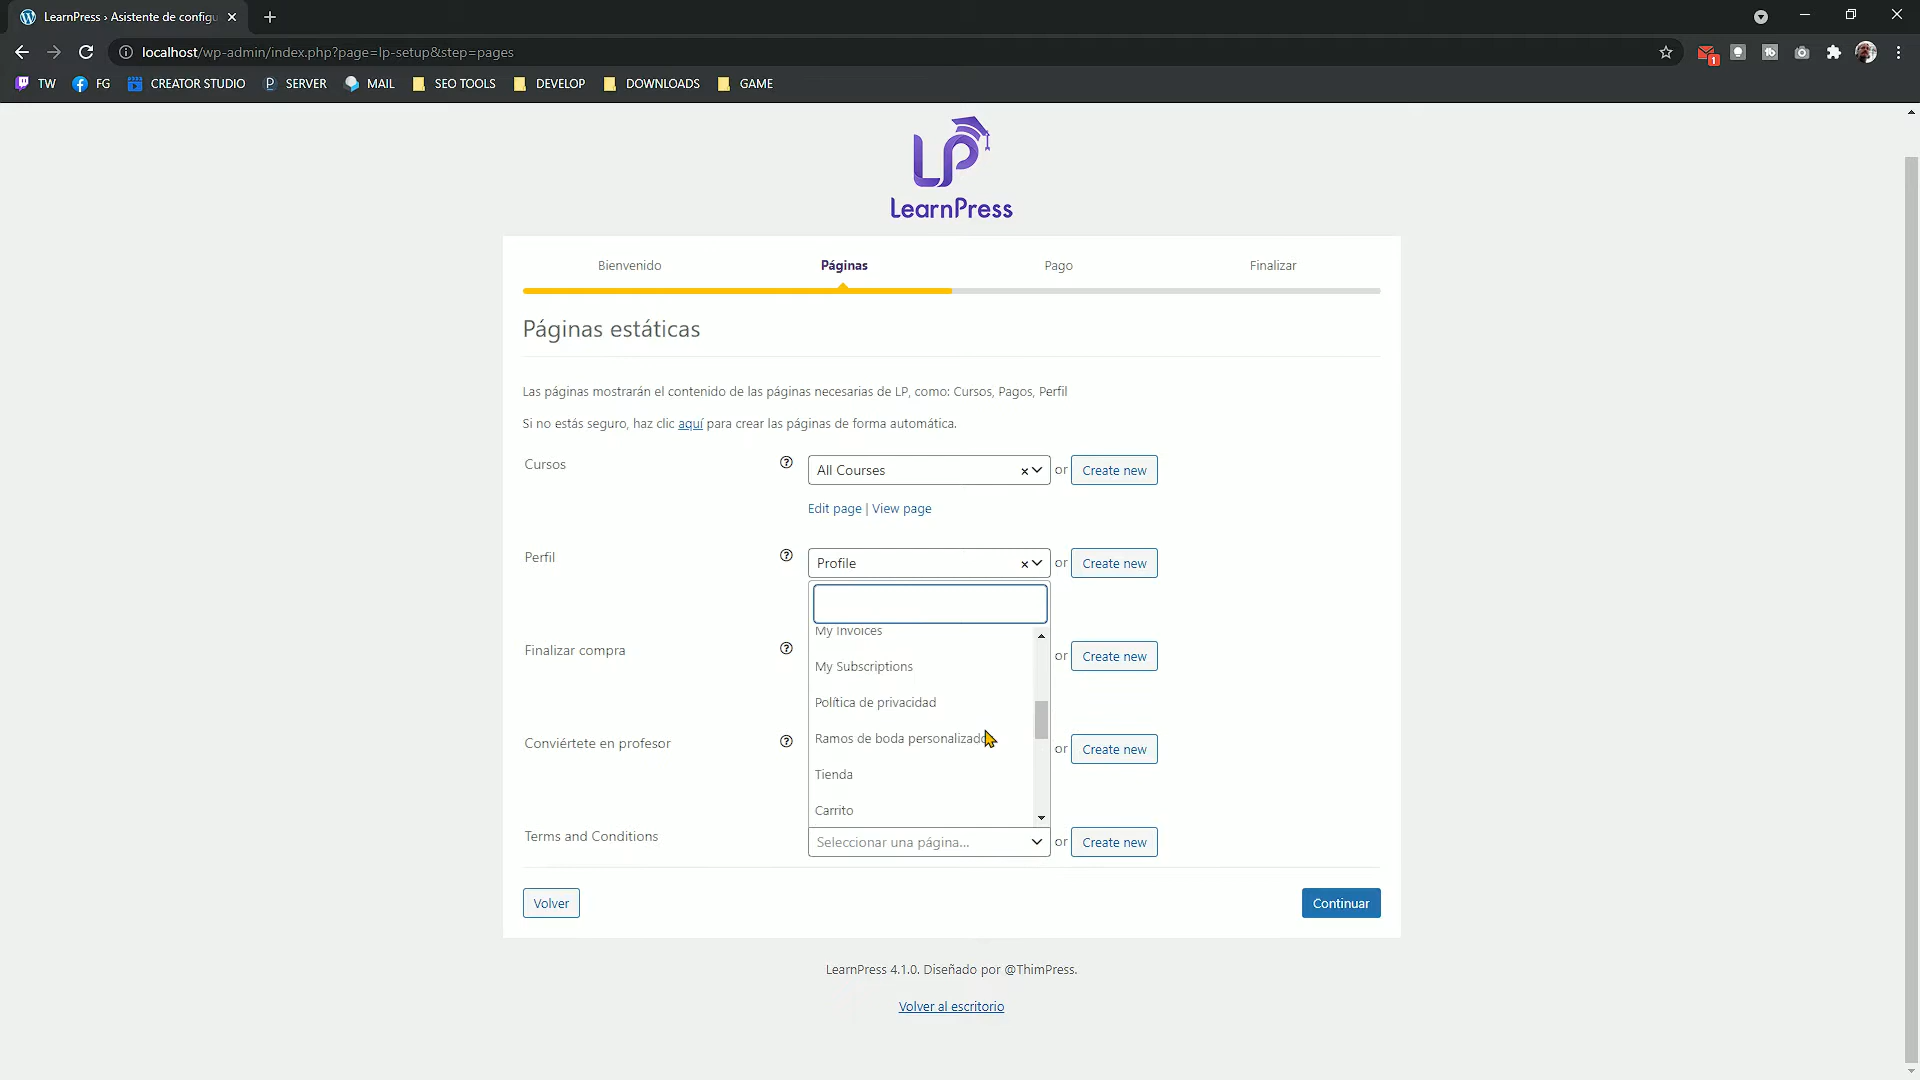 LearnPress › Asistente de configu
localhost/wp-admin/index.php?page=lp-setup&step=pages
1
TW
FG
CREATOR STUDIO
SERVER
MAIL
SEO TOOLS
DEVELOP
DOWNLOADS
GAME
LP
LearnPress
Bienvenido
Páginas
Pago
Finalizar
Páginas estáticas
Las páginas mostrarán el contenido de las páginas necesarias de LP, como: Cursos, Pagos, Perfil
Si no estás seguro, haz clic aquí para crear las páginas de forma automática.
Cursos
All Courses
or
Create new
Edit page | View page
Perfil
Profile
or
Create new
My Invoices
Finalizar compra
or
Create new
My Subscriptions
Política de privacidad
Ramos de boda personalizado
Conviértete en profesor
or
Create new
Tienda
Carrito
Terms and Conditions
Seleccionar una página...
or
Create new
Volver
Continuar
LearnPress 4.1.0. Diseñado por @ThimPress.
Volver al escritorio